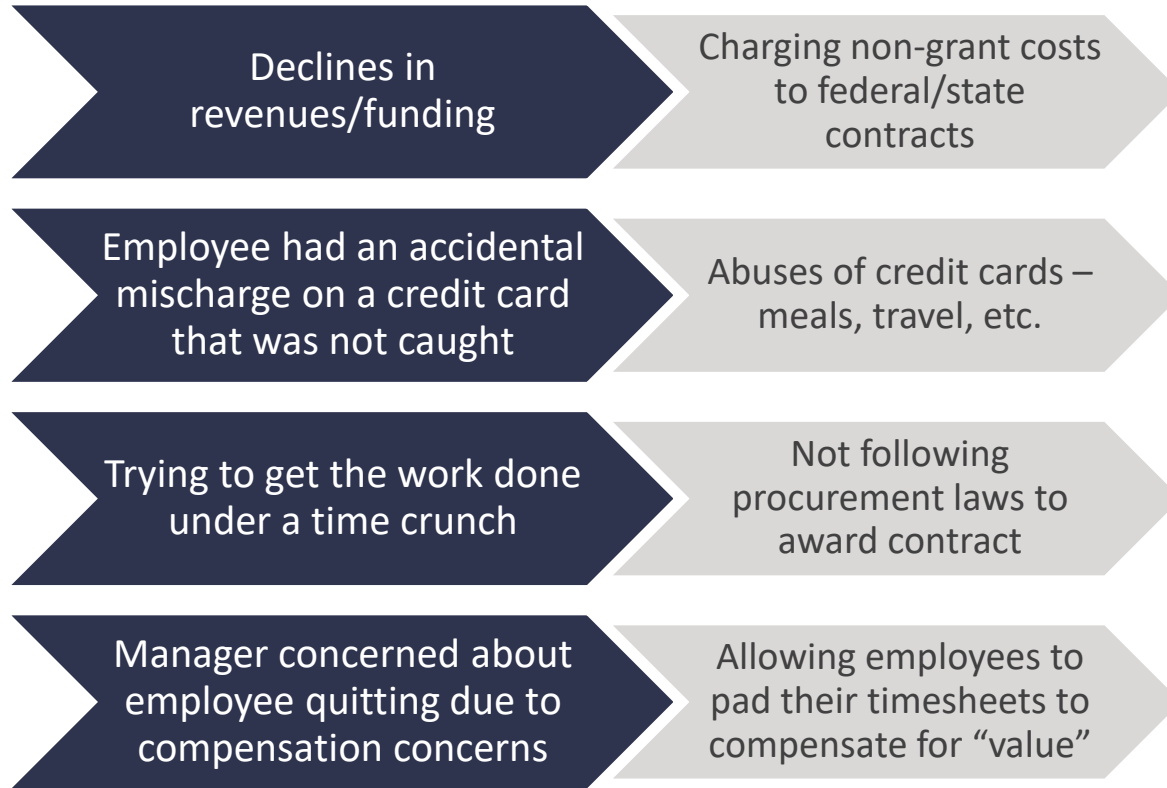 Declines in
revenues/funding
Charging non-grant costs
to federal/state
contracts
Employee had an accidental
mischarge on a credit card
that was not caught
Abuses of credit cards –
meals, travel, etc.
Trying to get the work done
under a time crunch
Not following
procurement laws to
award contract
Manager concerned about
employee quitting due to
compensation concerns
Allowing employees to
pad their timesheets to
compensate for “value”